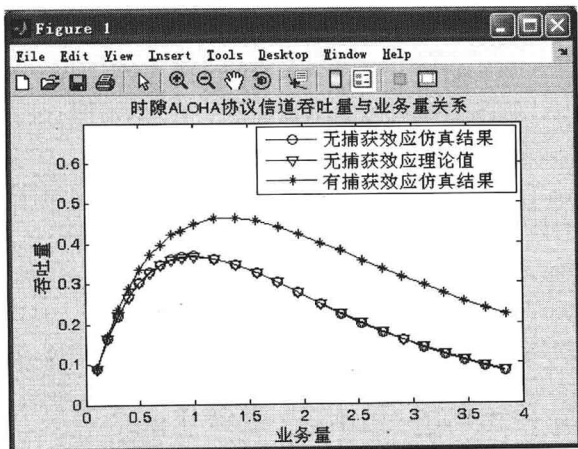 Figure 1
File Edit View Insert Tools Desktop Window Help
时隙ALOHA协议信道吞吐量与业务量关系
无捕获效应仿真结果
无捕获效应理论值
有捕获效应仿真结果
0.6
0.5
0.4
0.3
0.2
0.1
0
吞吐量
0 0.5 1 1.5 2 2.5 3 3.5 4
业务量